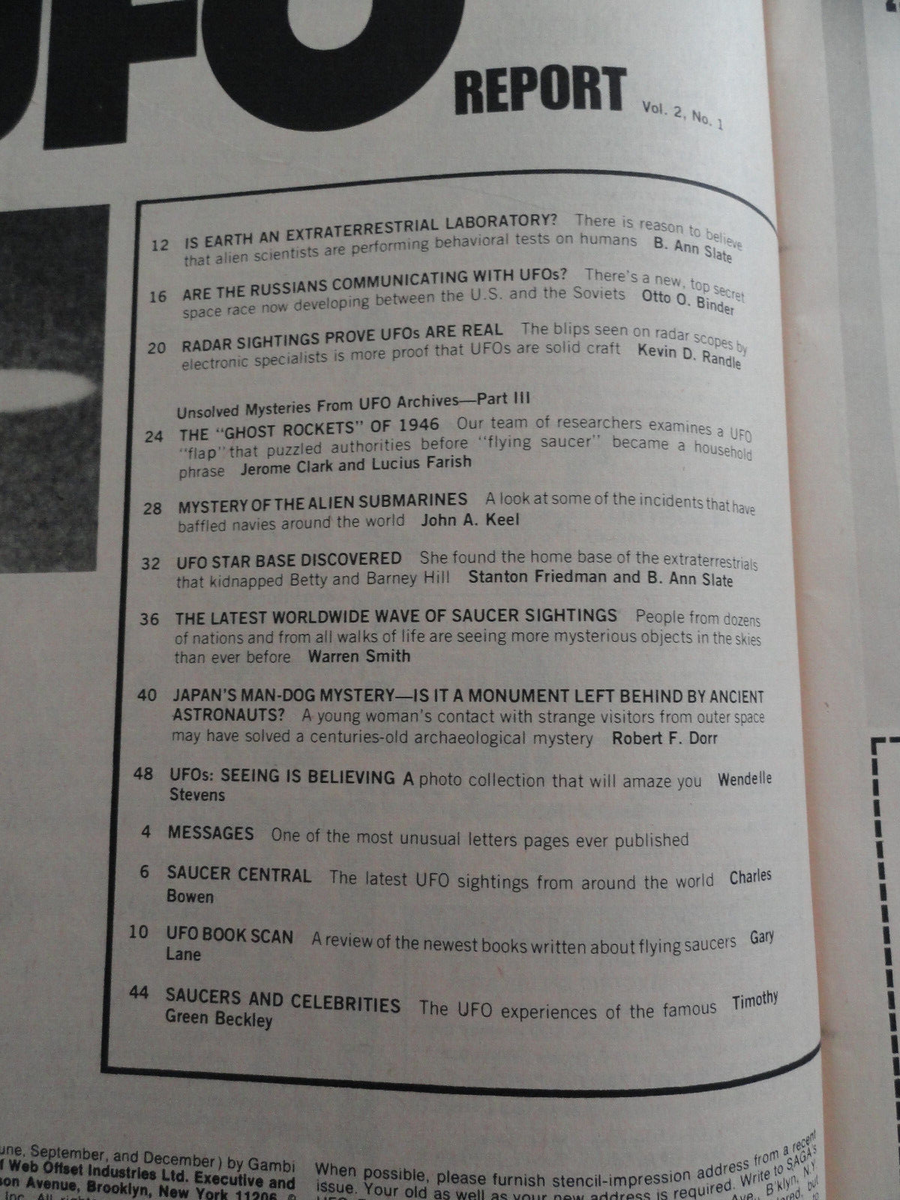 UFO
REPORT Vol. 2, No. 1
12 IS EARTH AN EXTRATERRESTRIAL LABORATORY? There is reason to believe
that alien scientists are performing behavioral tests on humans B. Ann Slate
16 ARE THE RUSSIANS COMMUNICATING WITH UFOs? There's a new, top secret
space race now developing between the U.S. and the Soviets Otto O. Binder
20 RADAR SIGHTINGS PROVE UFOs ARE REAL The blips seen on radar scopes by
electronic specialists is more proof that UFOs are solid craft Kevin D. Randle
Unsolved Mysteries From UFO Archives—Part III
24 THE "GHOST ROCKETS" OF 1946 Our team of researchers examines a UFO
"flap" that puzzled authorities before "flying saucer" became a household
phrase Jerome Clark and Lucius Farish
28 MYSTERY OF THE ALIEN SUBMARINES A look at some of the incidents that have
baffled navies around the world John A. Keel
32 UFO STAR BASE DISCOVERED She found the home base of the extraterrestrials
that kidnapped Betty and Barney Hill Stanton Friedman and B. Ann Slate
36 THE LATEST WORLDWIDE WAVE OF SAUCER SIGHTINGS People from dozens
of nations and from all walks of life are seeing more mysterious objects in the skies
than ever before Warren Smith
40 JAPAN'S MAN-DOG MYSTERY—IS IT A MONUMENT LEFT BEHIND BY ANCIENT
ASTRONAUTS? A young woman's contact with strange visitors from outer space
may have solved a centuries-old archaeological mystery Robert F. Dorr
48 UFOs: SEEING IS BELIEVING A photo collection that will amaze you Wendelle
Stevens
4 MESSAGES One of the most unusual letters pages ever published
6 SAUCER CENTRAL The latest UFO sightings from around the world Charles
Bowen
10 UFO BOOK SCAN A review of the newest books written about flying saucers Gary
Lane
44 SAUCERS AND CELEBRITIES The UFO experiences of the famous Timothy
Green Beckley
une, September, and December) by Gambi
f Web Offset Industries Ltd. Executive and
son Avenue, Brooklyn, New York 11206. ©
Inc. All rights
When possible, please furnish stencil-impression address from a recent
issue. Your old as well as your new address is required. Write to SAGA's
B'klyn, N.Y.